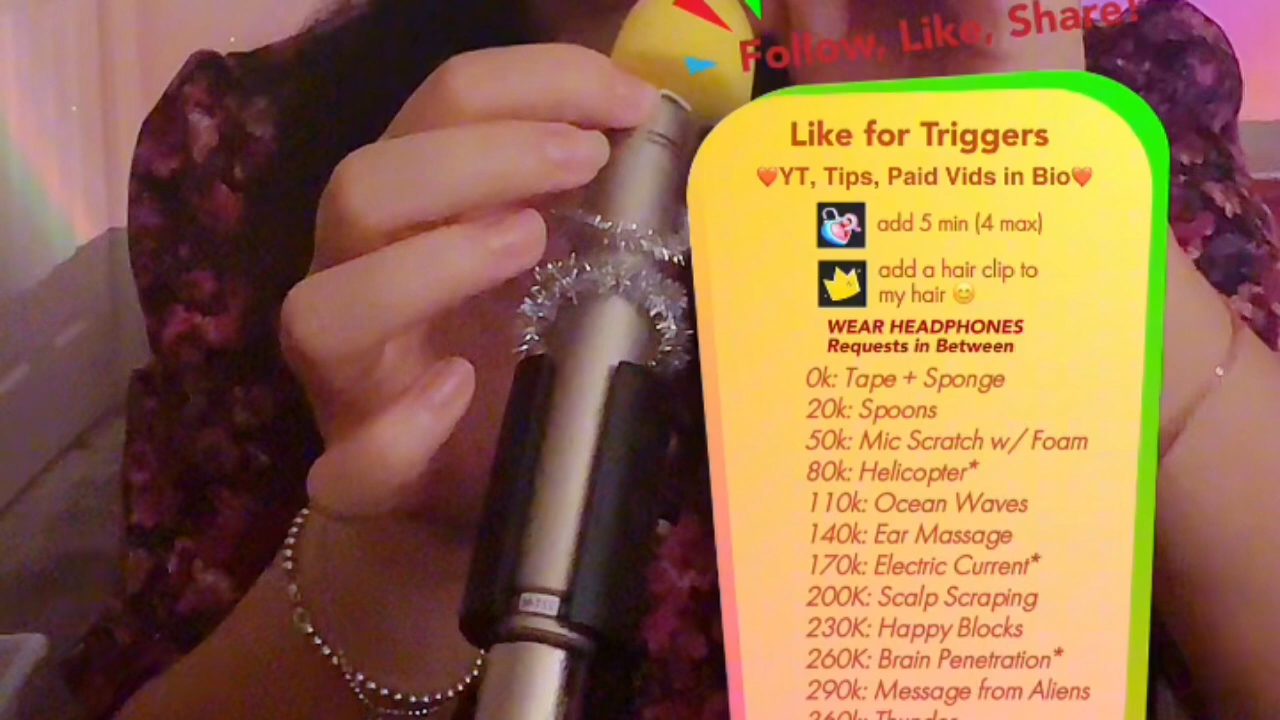 Follow, Like, Share!
Like for Triggers
❤️YT, Tips, Paid Vids in Bio❤️
add 5 min (4 max)
add a hair clip to
my hair 😊
WEAR HEADPHONES
Requests in Between
0k: Tape + Sponge
20k: Spoons
50k: Mic Scratch w/ Foam
80k: Helicopter*
110k: Ocean Waves
140k: Ear Massage
170k: Electric Current*
200K: Scalp Scraping
230K: Happy Blocks
260K: Brain Penetration*
290k: Message from Aliens